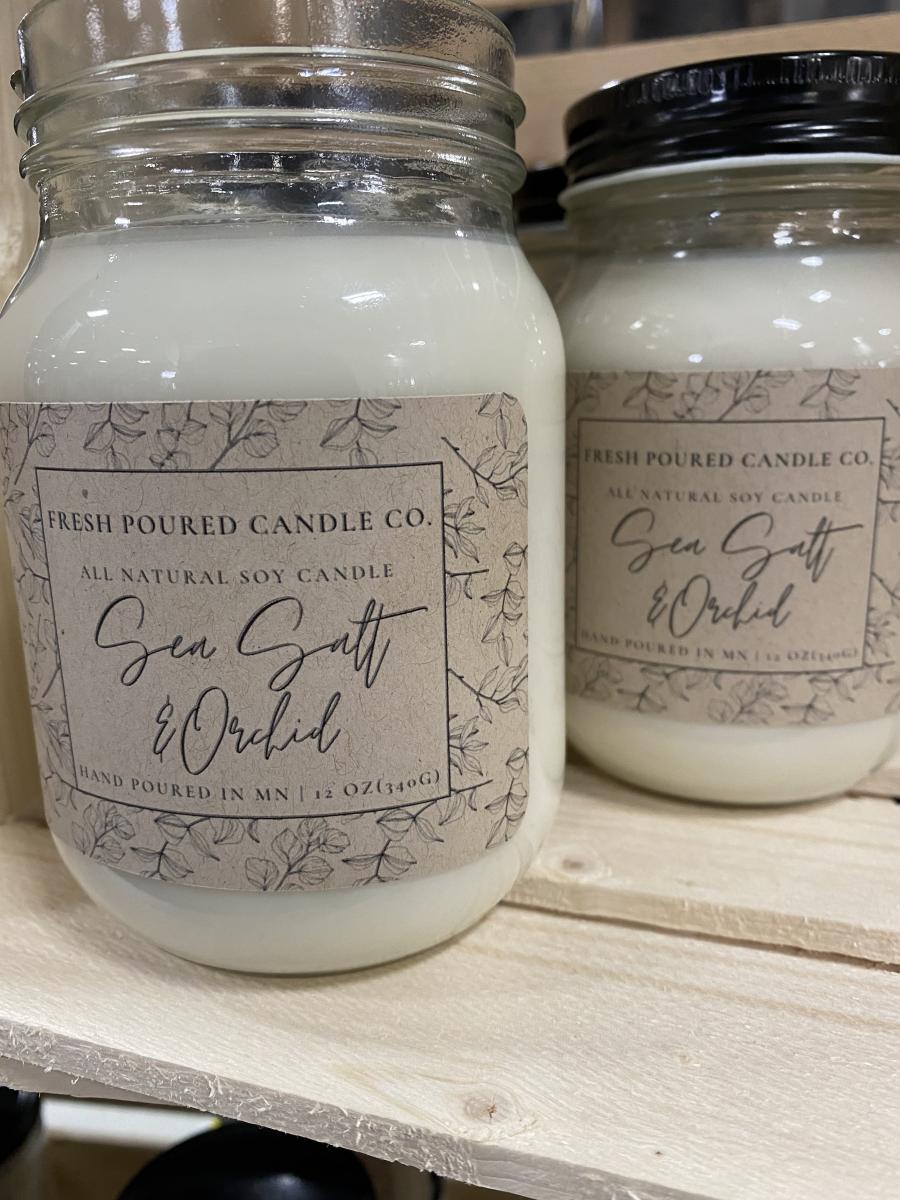 FRESH POURED CANDLE CO.
ALL NATURAL SOY CANDLE
Sea Salt
& Orchid
HAND POURED IN MN | 12 OZ(340G)
FRESH POURED CANDLE CO.
ALL NATURAL SOY CANDLE
Sea Salt
& Orchid
HAND POURED IN MN | 12 OZ(340G)